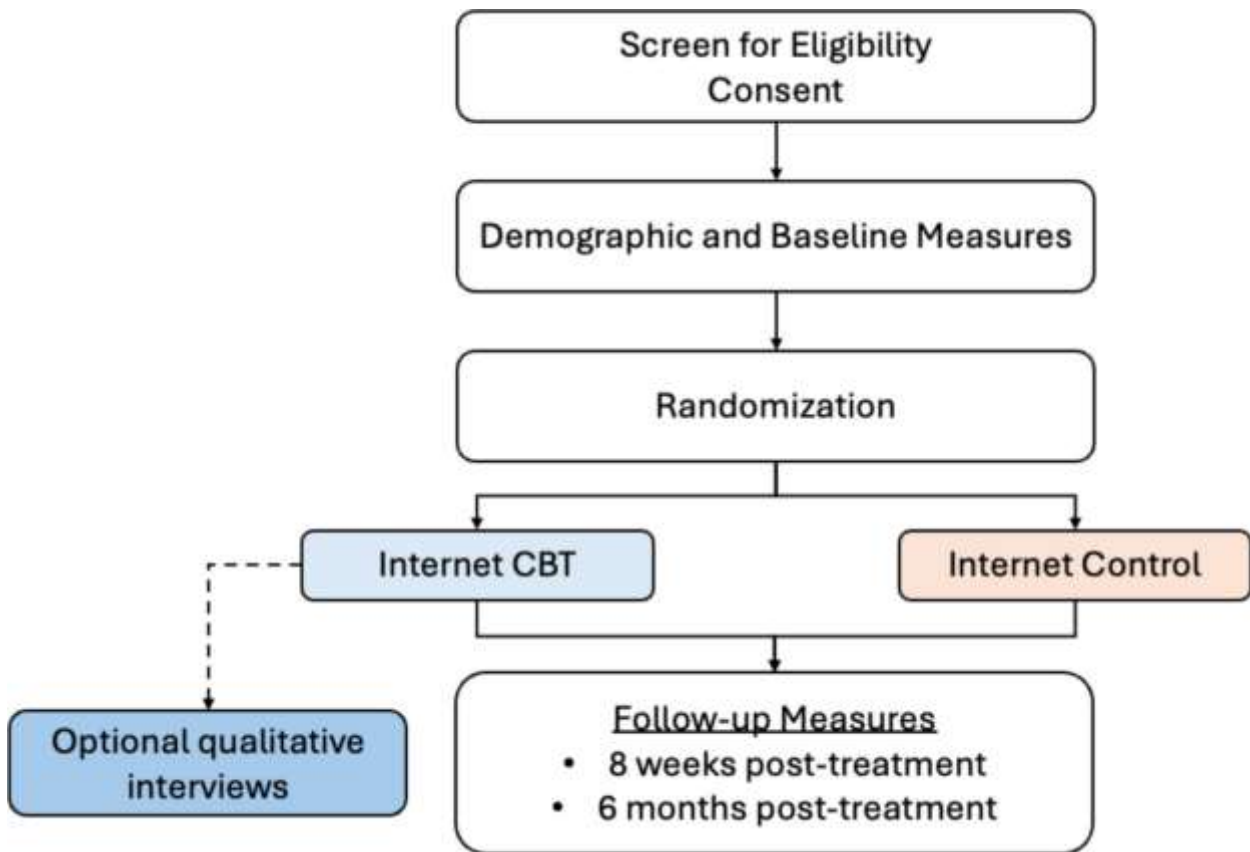 Screen for Eligibility
Consent
Demographic and Baseline Measures
Randomization
Internet CBT
Internet Control
Optional qualitative
interviews
Follow-up Measures
• 8 weeks post-treatment
• 6 months post-treatment